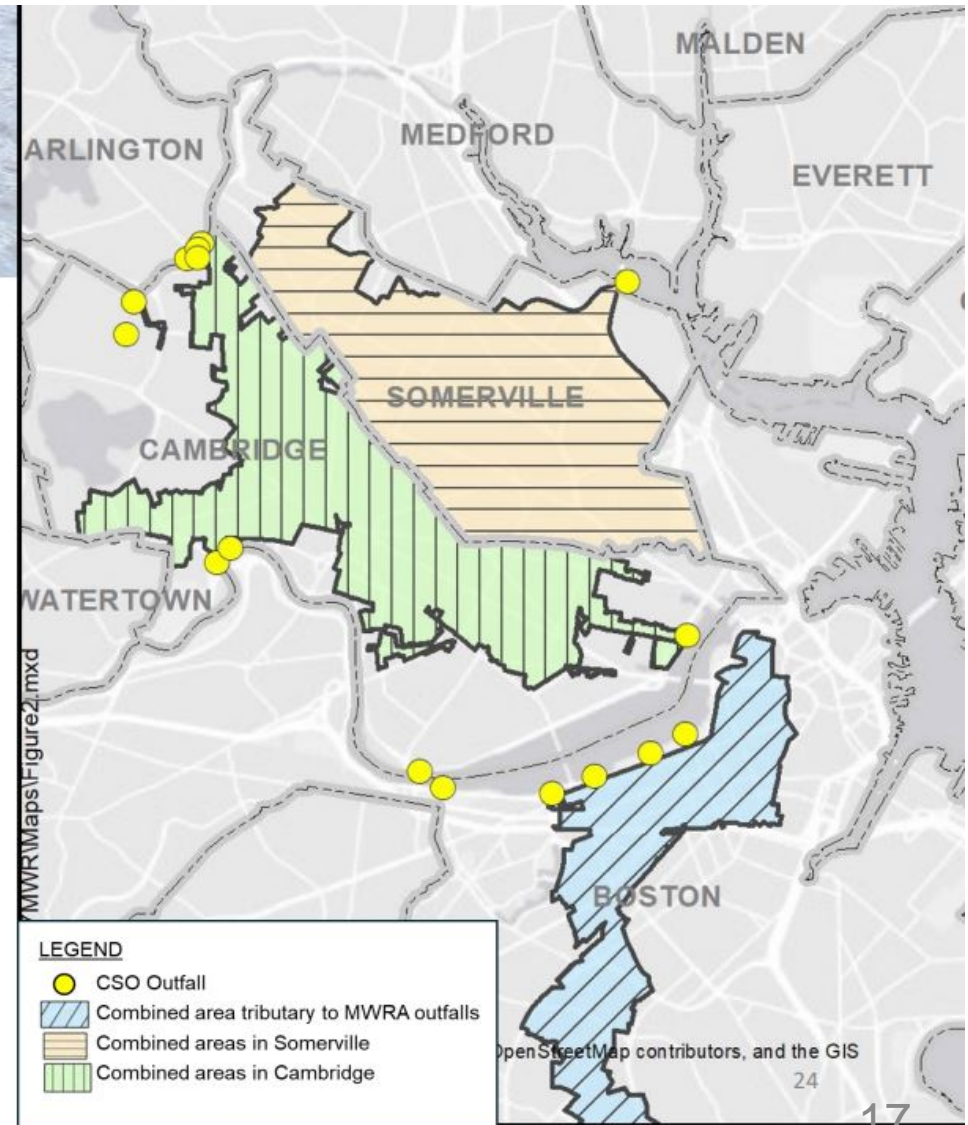 MALDEN
MEDFORD
ARLINGTON
EVERETT
SOMERVILLE
CAMBRIDGE
WATERTOWN
BOSTON
MWR\Maps\Figure2.mxd
LEGEND
CSO Outfall
Combined area tributary to MWRA outfalls
Combined areas in Somerville
Combined areas in Cambridge
OpenStreetMap contributors, and the GIS
24
17